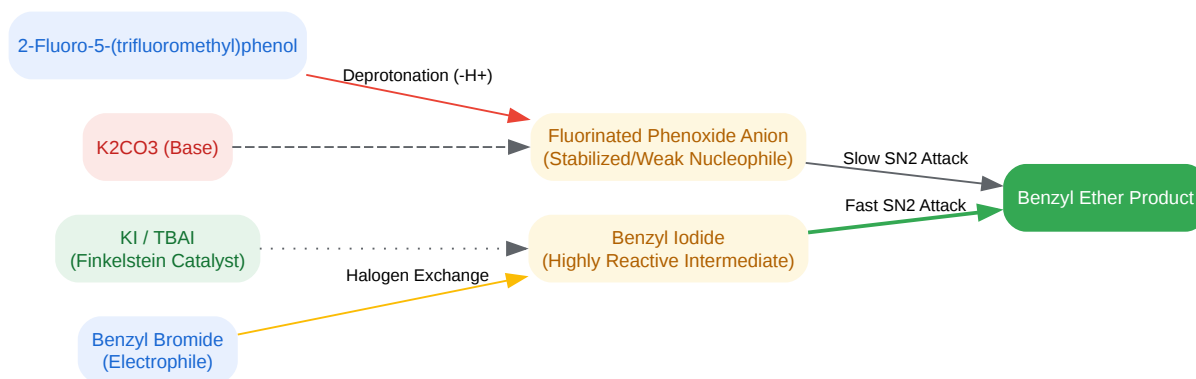 2-Fluoro-5-(trifluoromethyl)phenol
Deprotonation (-H+)
K2CO3 (Base)
Fluorinated Phenoxide Anion
(Stabilized/Weak Nucleophile)
Slow SN2 Attack
Benzyl Ether Product
Fast SN2 Attack
KI / TBAI
(Finkelstein Catalyst)
Benzyl Iodide
(Highly Reactive Intermediate)
Halogen Exchange
Benzyl Bromide
(Electrophile)